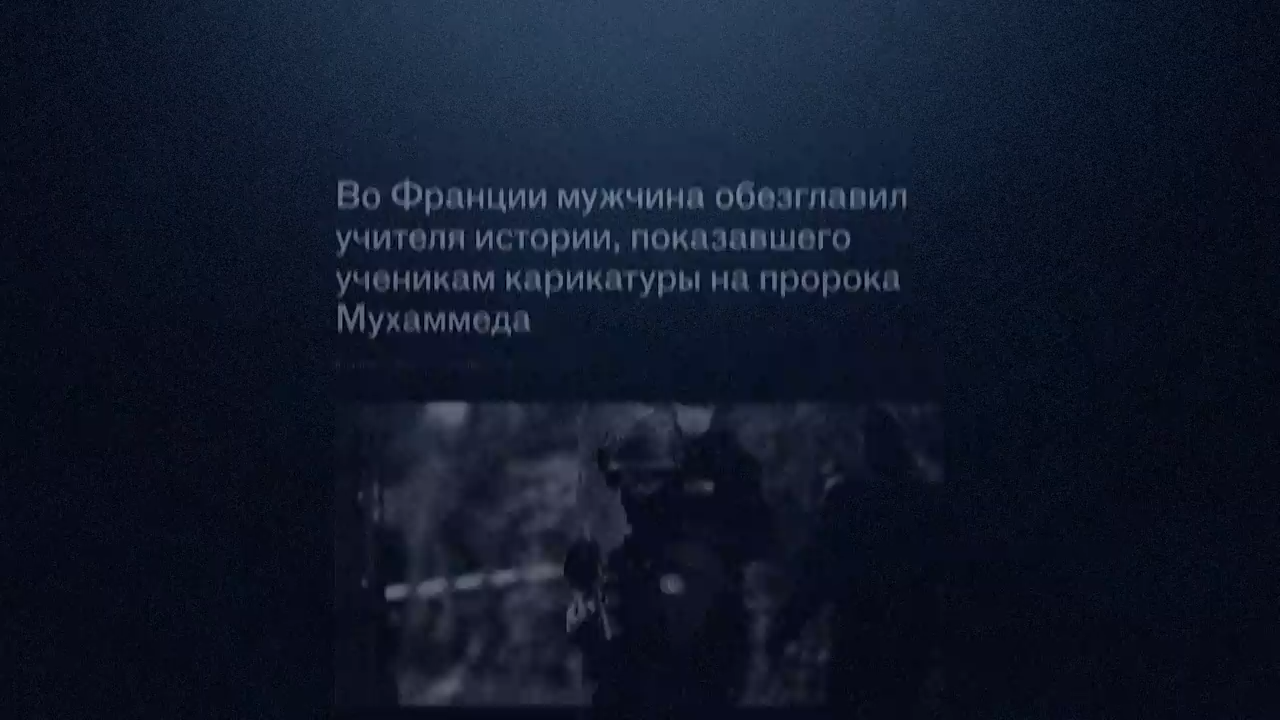 Во Франции мужчина обезглавил
учителя истории, показавшего
ученикам карикатуры на пророка
Мухаммеда